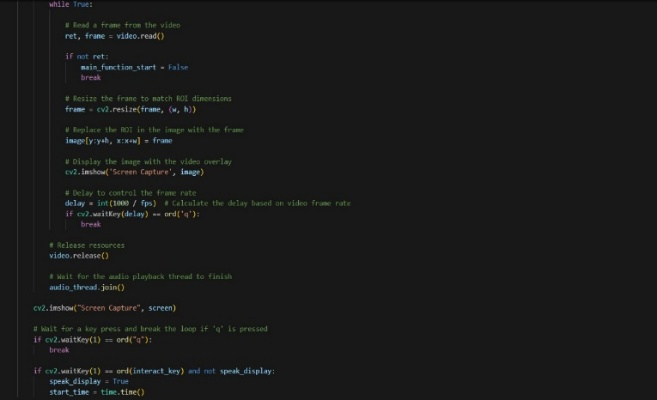 while True:
# Read a frame from the video
ret, frame = video.read()
if not ret:
main_function_start = False
break
# Resize the frame to match ROI dimensions
frame = cv2.resize(frame, (w, h))
# Replace the ROI in the image with the frame
image[y:y+h, x:x+w] = frame
# Display the image with the video overlay
cv2.imshow('Screen Capture', image)
# Delay to control the frame rate
delay = int(1000 / fps)  # Calculate the delay based on video frame rate
if cv2.waitKey(delay) == ord('q'):
break
# Release resources
video.release()
# Wait for the audio playback thread to finish
audio_thread.join()
cv2.imshow("Screen Capture", screen)
# Wait for a key press and break the loop if 'q' is pressed
if cv2.waitKey(1) == ord("q"):
break
if cv2.waitKey(1) == ord(interact_key) and not speak_display:
speak_display = True
start_time = time.time()